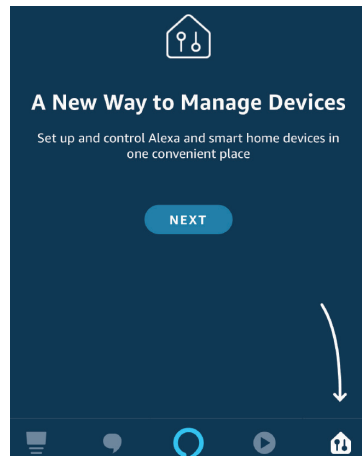 A New Way to Manage Devices
Set up and control Alexa and smart home devices in
one convenient place
NEXT